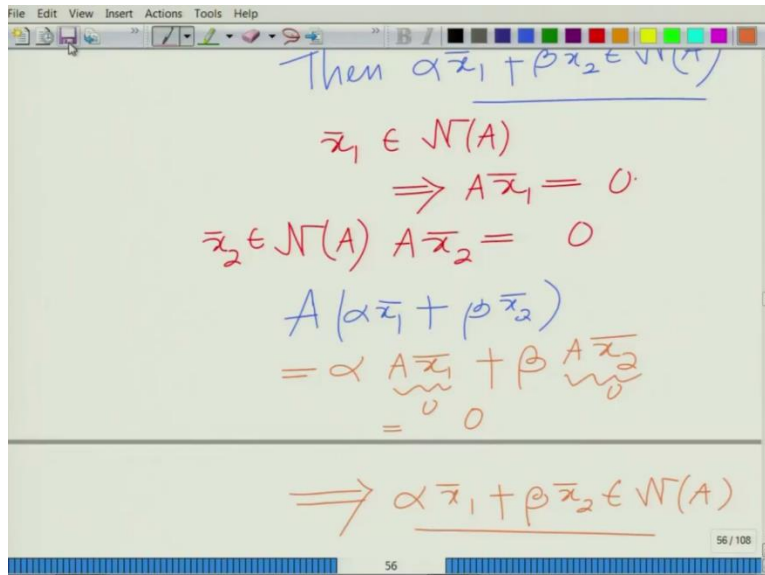 File Edit View Insert Actions Tools Help
Then αx̄₁ + βx₂ ∈ N(A)
x̄₁ ∈ N(A)
⟹ Ax̄₁ = 0
x̄₂ ∈ N(A) Ax̄₂ = 0
A(αx̄₁ + βx̄₂)
= α Ax̄₁ + β Ax̄₂
0 0
= 0
⟹ αx̄₁ + βx̄₂ ∈ N(A)
56 / 108
56